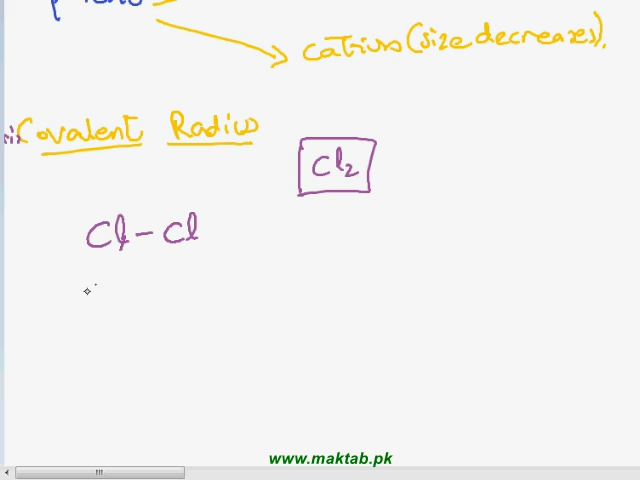 cations (size decreases).
Covalent Radius
Cl2
Cl - Cl
www.maktab.pk